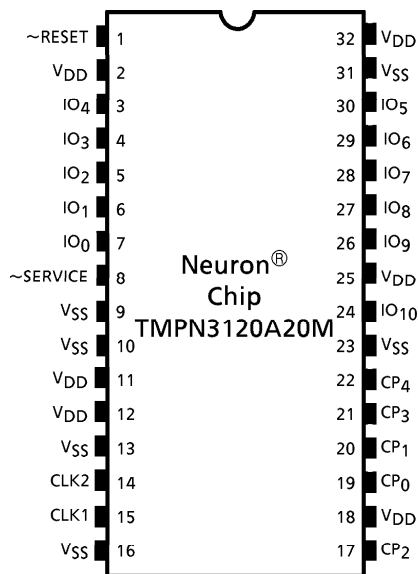 ~RESET 1 32 VDD
VDD 2 31 VSS
IO4 3 30 IO5
IO3 4 29 IO6
IO2 5 28 IO7
IO1 6 27 IO8
IO0 7 26 IO9
~SERVICE 8 25 VDD
VSS 9 24 IO10
VSS 10 23 VSS
VDD 11 22 CP4
VDD 12 21 CP3
VSS 13 20 CP1
CLK2 14 19 CP0
CLK1 15 18 VDD
VSS 16 17 CP2
Neuron®
Chip
TMPN3120A20M